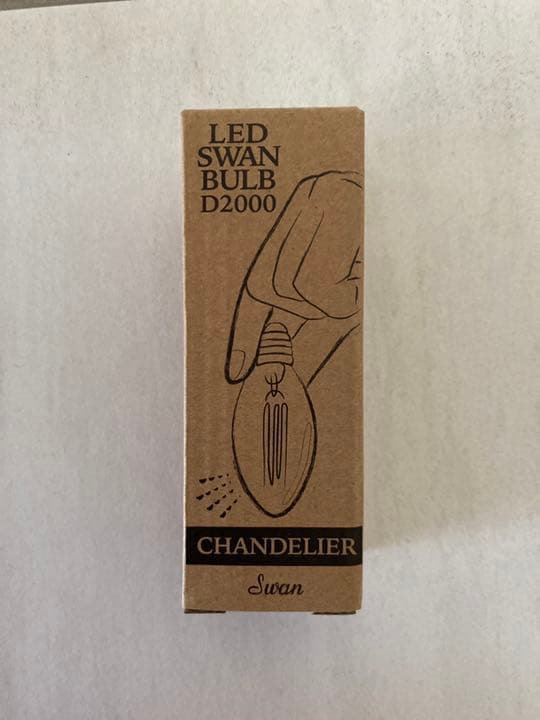 LED
SWAN
BULB
D2000
CHANDELIER
Swan